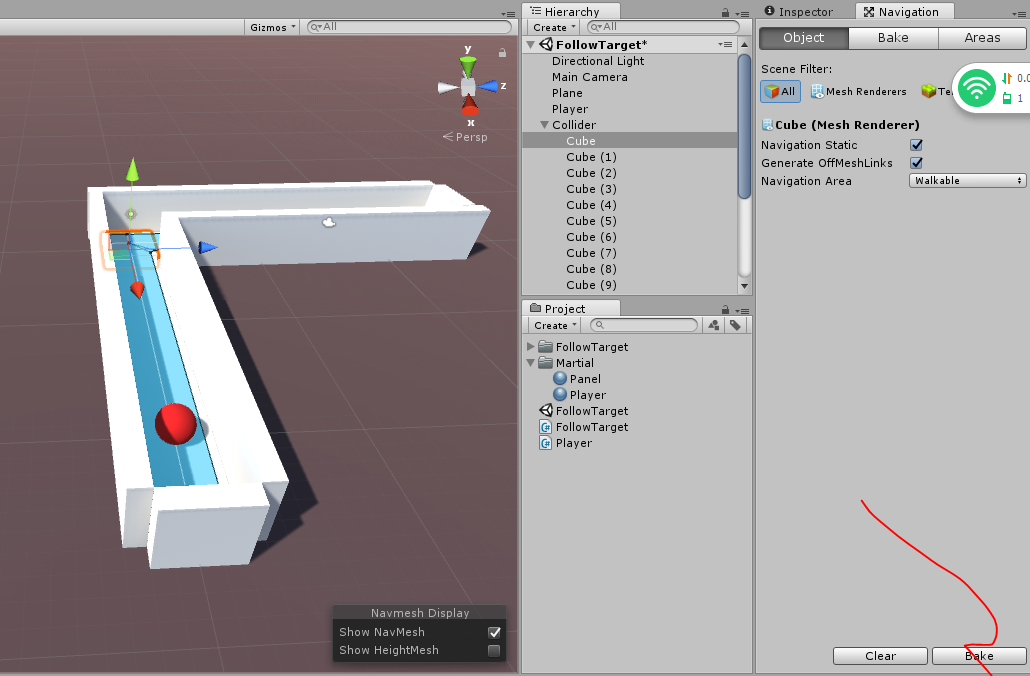 Gizmos
All
y
z
x
Persp
Navmesh Display
Show NavMesh
Show HeightMesh
Hierarchy
Create
All
FollowTarget*
Directional Light
Main Camera
Plane
Player
Collider
Cube
Cube (1)
Cube (2)
Cube (3)
Cube (4)
Cube (5)
Cube (6)
Cube (7)
Cube (8)
Cube (9)
Project
Create
FollowTarget
Martial
Panel
Player
FollowTarget
FollowTarget
Player
Inspector
Navigation
Object
Bake
Areas
Scene Filter:
All
Mesh Renderers
0.0
1
Cube (Mesh Renderer)
Navigation Static
Generate OffMeshLinks
Navigation Area
Walkable
Clear
Bake